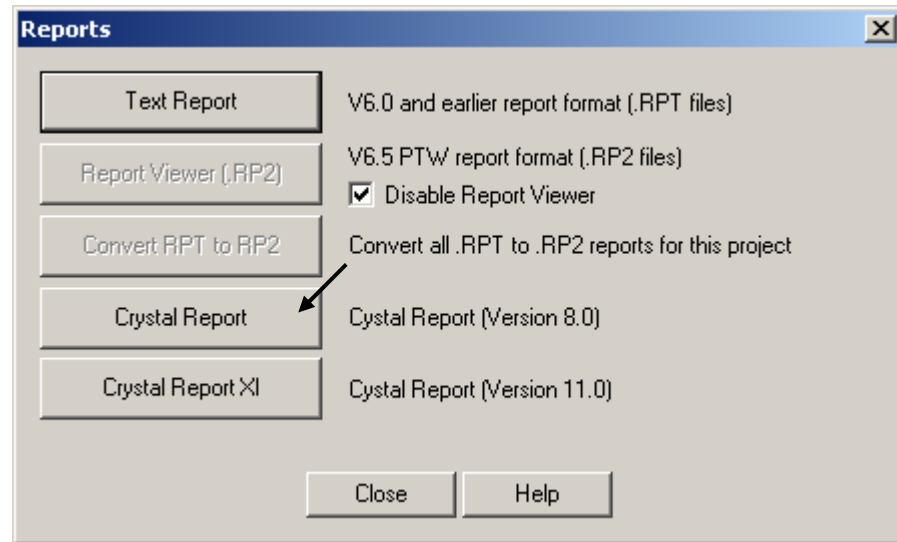 Reports
Text Report V6.0 and earlier report format (.RPT files)
Report Viewer (.RP2) V6.5 PTW report format (.RP2 files)
Disable Report Viewer
Convert RPT to RP2 Convert all .RPT to .RP2 reports for this project
Crystal Report Cystal Report (Version 8.0)
Crystal Report XI Cystal Report (Version 11.0)
Close Help